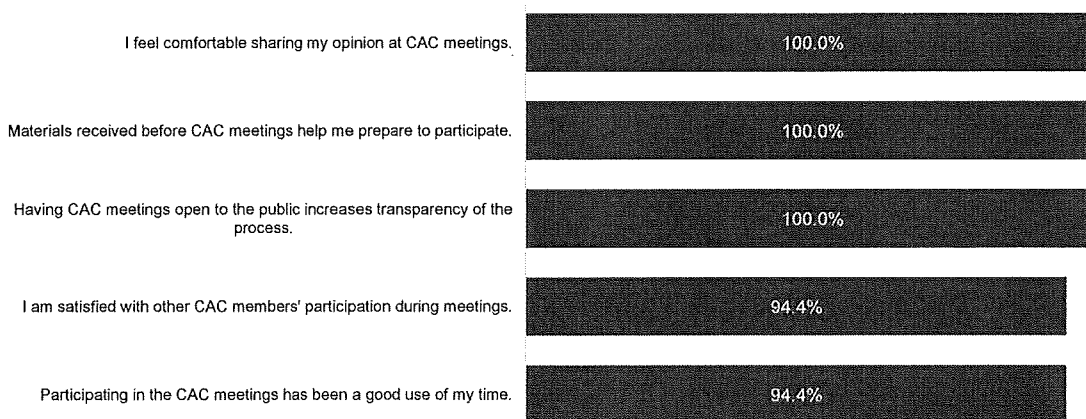 I feel comfortable sharing my opinion at CAC meetings.
100.0%
Materials received before CAC meetings help me prepare to participate.
100.0%
Having CAC meetings open to the public increases transparency of the
process.
100.0%
I am satisfied with other CAC members' participation during meetings.
94.4%
Participating in the CAC meetings has been a good use of my time.
94.4%